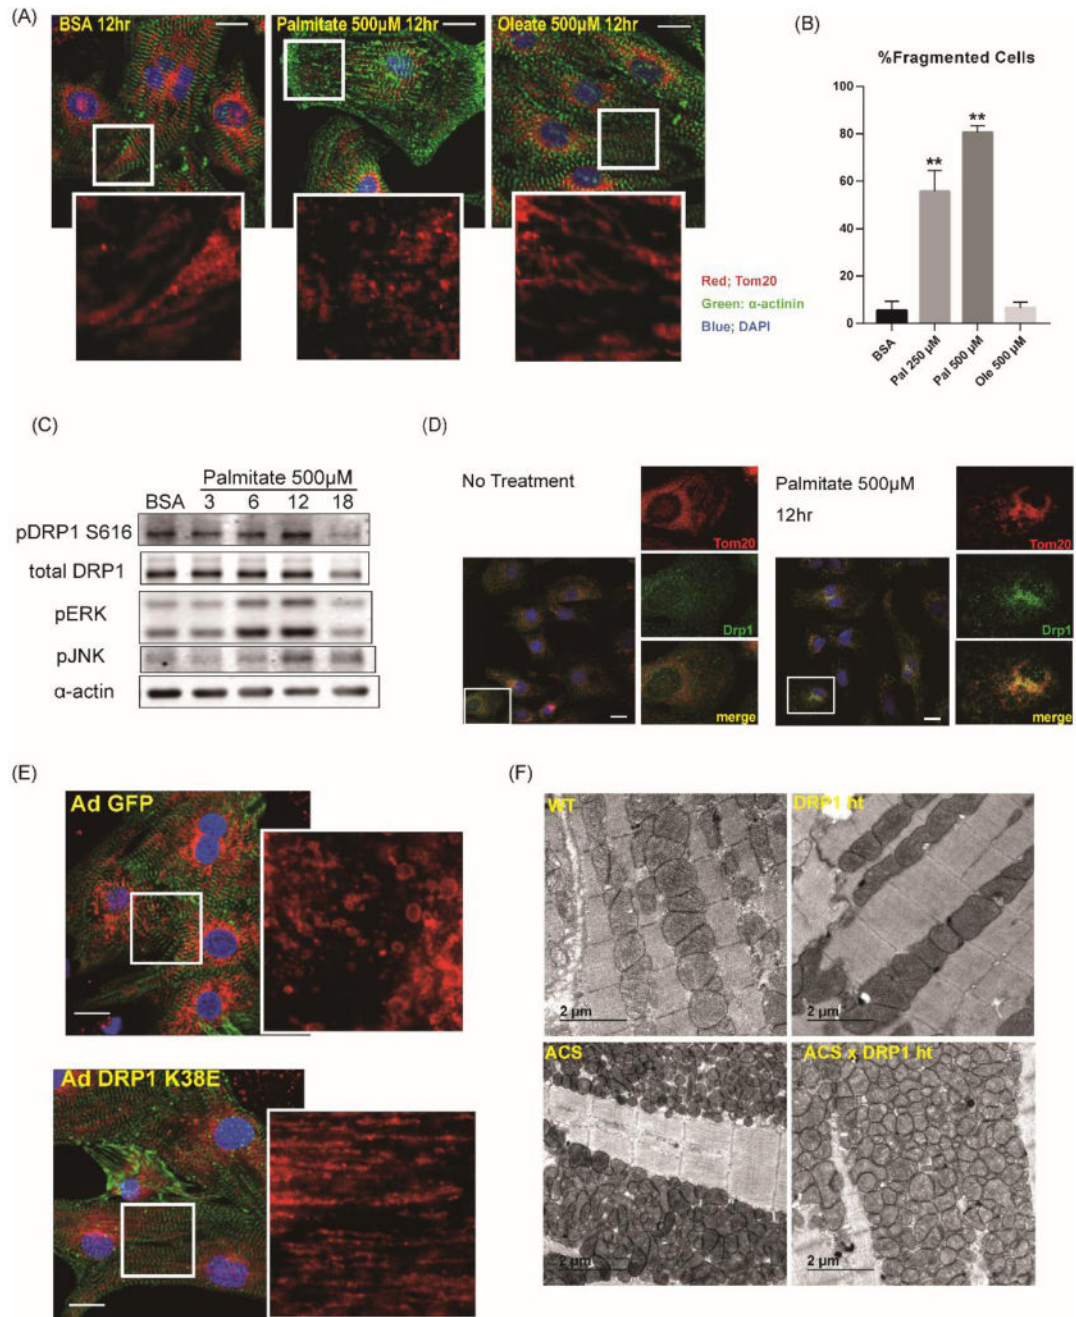 (A)
BSA 12hr
Palmitate 500µM 12hr
Oleate 500µM 12hr
Red; Tom20
Green: α-actinin
Blue; DAPI
(B)
%Fragmented Cells
100
80
60
40
20
0
**
**
BSA
Pal 250 µM
Pal 500 µM
Ole 500 µM
(C)
Palmitate 500µM
BSA 3 6 12 18
pDRP1 S616
total DRP1
pERK
pJNK
α-actin
(D)
No Treatment
Tom20
Drp1
merge
Palmitate 500µM
12hr
Tom20
Drp1
merge
(E)
Ad GFP
Ad DRP1 K38E
(F)
WT
2 µm
DRP1 ht
2 µm
ACS
2 µm
ACS x DRP1 ht
2 µm